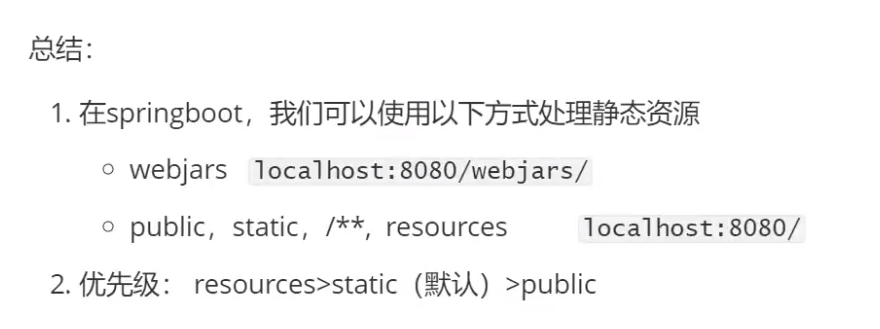 总结：
1. 在springboot，我们可以使用以下方式处理静态资源
webjars localhost:8080/webjars/
public，static，/**，resources localhost:8080/
2. 优先级： resources>static（默认）>public